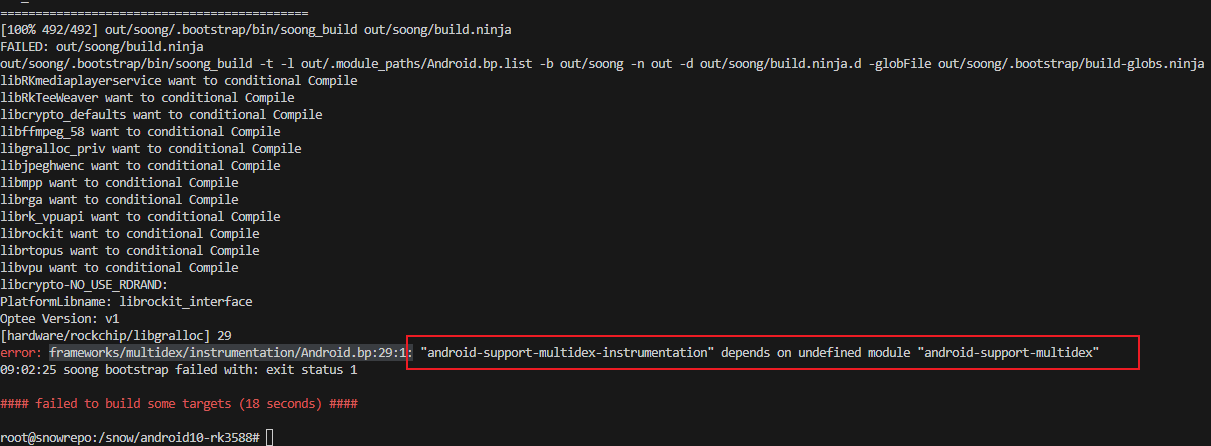 ============================================
[100% 492/492] out/soong/.bootstrap/bin/soong_build out/soong/build.ninja
FAILED: out/soong/build.ninja
out/soong/.bootstrap/bin/soong_build -t -l out/.module_paths/Android.bp.list -b out/soong -n out -d out/soong/build.ninja.d -globFile out/soong/.bootstrap/build-globs.ninja
libRKmediaplayerservice want to conditional Compile
libRkTeeWeaver want to conditional Compile
libcrypto_defaults want to conditional Compile
libffmpeg_58 want to conditional Compile
libgralloc_priv want to conditional Compile
libjpeghwenc want to conditional Compile
libmpp want to conditional Compile
librga want to conditional Compile
librk_vpuapi want to conditional Compile
librockit want to conditional Compile
librtopus want to conditional Compile
libvpu want to conditional Compile
libcrypto-NO_USE_RDRAND:
PlatformLibname: librockit_interface
Optee Version: v1
[hardware/rockchip/libgralloc] 29
error: frameworks/multidex/instrumentation/Android.bp:29:1: "android-support-multidex-instrumentation" depends on undefined module "android-support-multidex"
09:02:25 soong bootstrap failed with: exit status 1
#### failed to build some targets (18 seconds) ####
root@snowrepo:/snow/android10-rk3588#